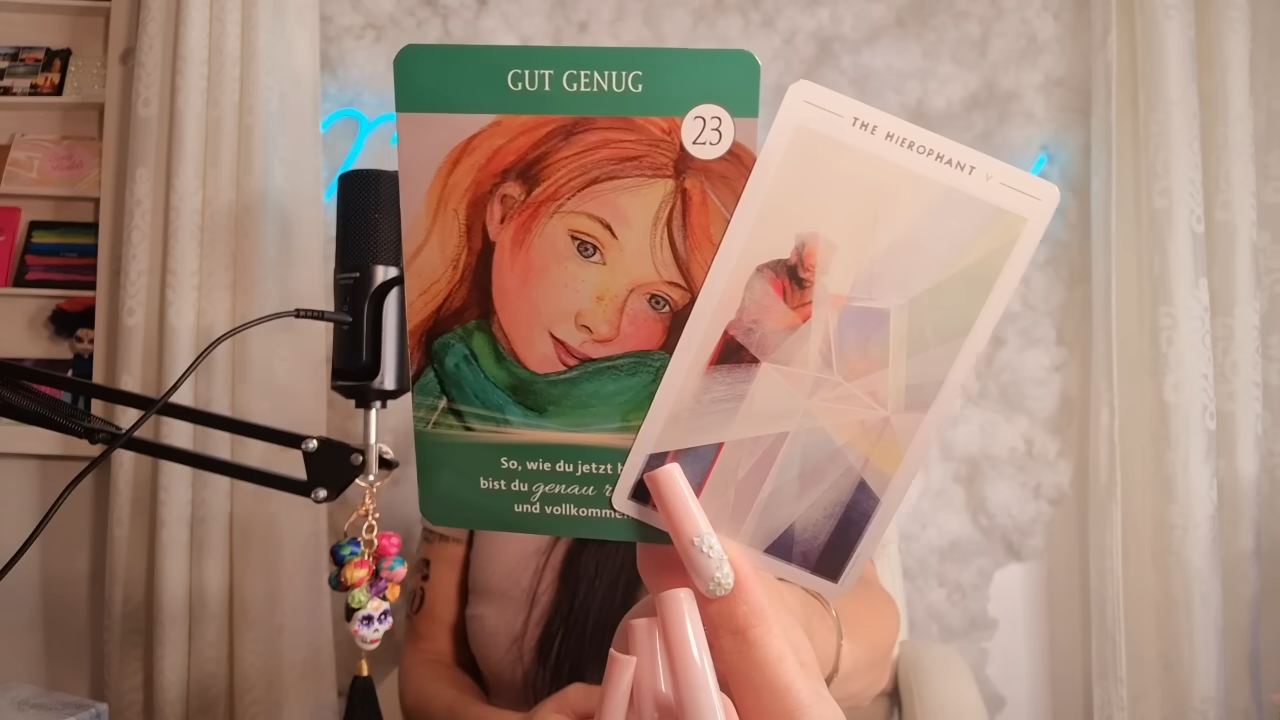 GUT GENUG
23
So, wie du jetzt
bist du genau
und vollkommen
THE HIEROPHANT V